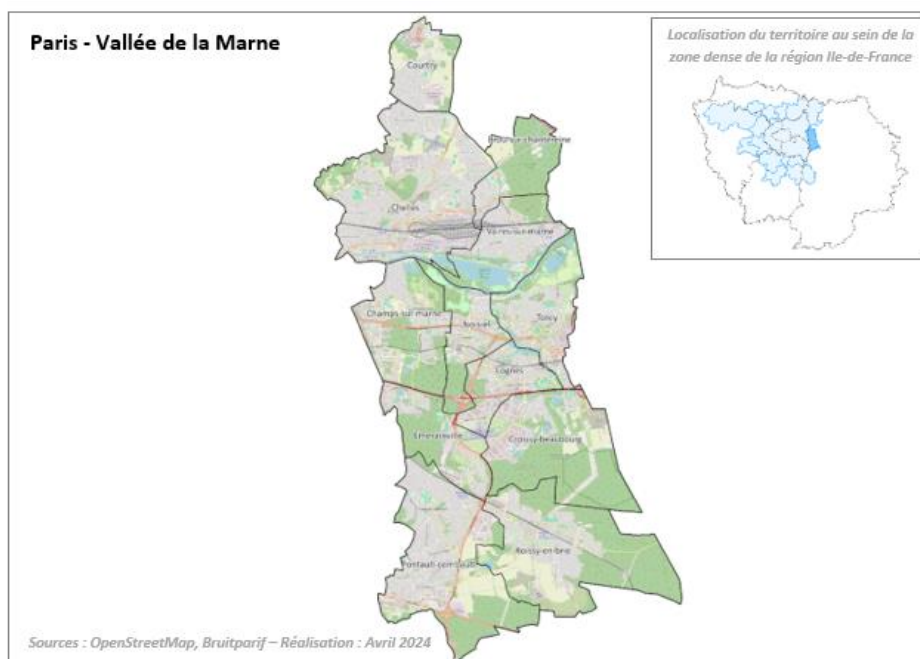 Paris - Vallée de la Marne
Localisation du territoire au sein de la
zone dense de la région Ile-de-France
Courtry
Brou-sur-chantereine
Chelles
Vaires-sur-marne
Champs-sur-marne
Noisiel
Torcy
Lognes
Emerainville
Croissy-beaubourg
Roissy-en-brie
Pontault-combault
Sources : OpenStreetMap, Bruitparif – Réalisation : Avril 2024